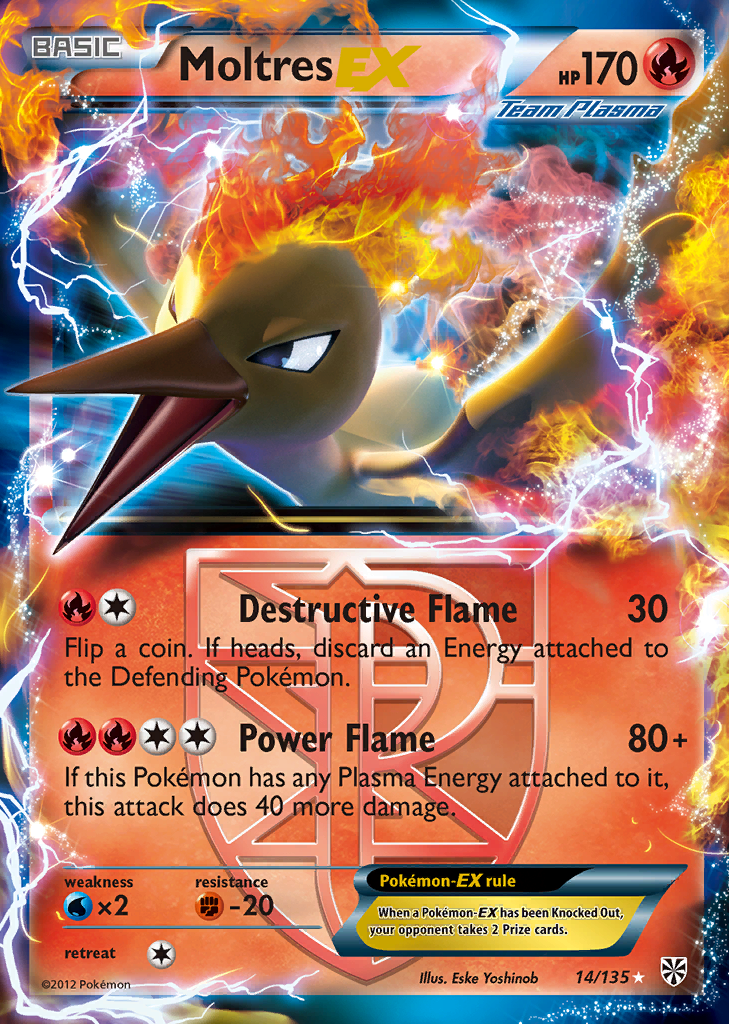 BASIC
Moltres EX
HP 170
Team Plasma
Destructive Flame 30
Flip a coin. If heads, discard an Energy attached to
the Defending Pokémon.
Power Flame 80+
If this Pokémon has any Plasma Energy attached to it,
this attack does 40 more damage.
weakness resistance
×2 -20
retreat
Pokémon-EX rule
When a Pokémon-EX has been Knocked Out,
your opponent takes 2 Prize cards.
©2012 Pokémon
Illus. Eske Yoshinob
14/135